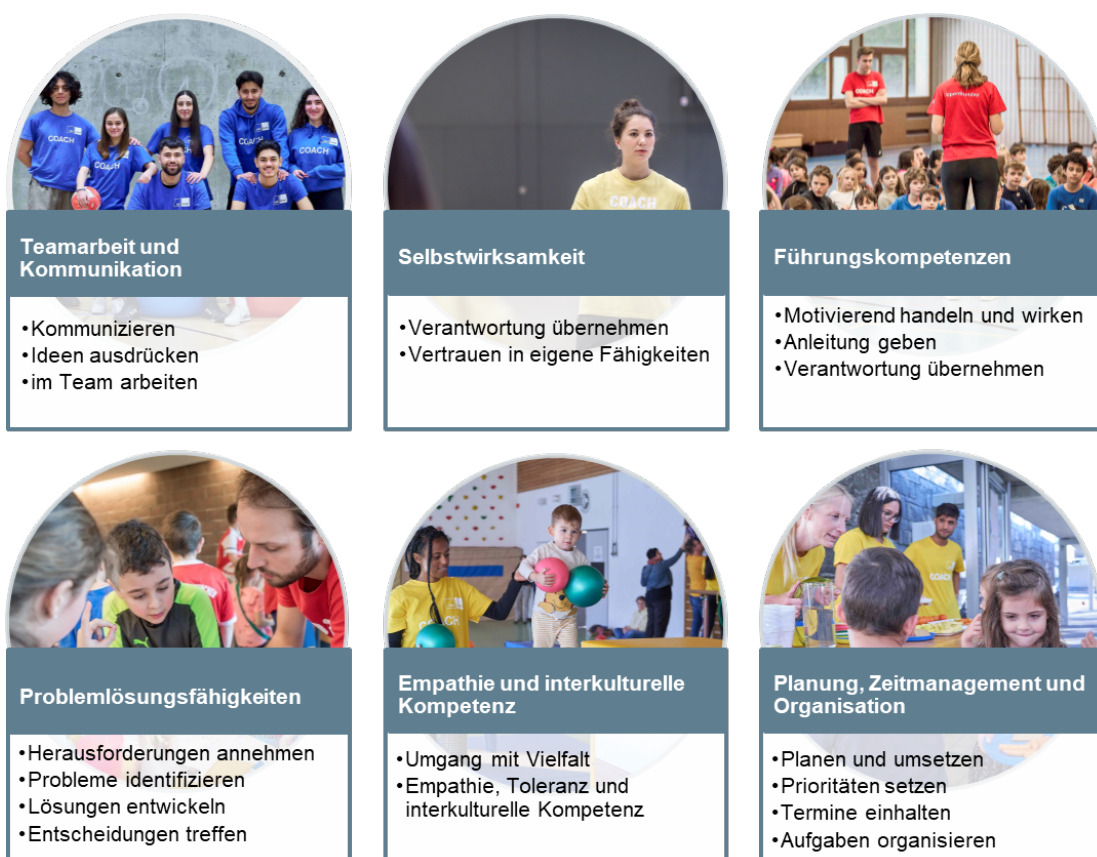 COACH
COACH
COACH
COACH
COACH
Teamarbeit und
Kommunikation
•Kommunizieren
•Ideen ausdrücken
•im Team arbeiten
COACH
Selbstwirksamkeit
•Verantwortung übernehmen
•Vertrauen in eigene Fähigkeiten
COACH
Führungskompetenzen
•Motivierend handeln und wirken
•Anleitung geben
•Verantwortung übernehmen
Problemlösungsfähigkeiten
•Herausforderungen annehmen
•Probleme identifizieren
•Lösungen entwickeln
•Entscheidungen treffen
COACH
Empathie und interkulturelle
Kompetenz
•Umgang mit Vielfalt
•Empathie, Toleranz und
interkulturelle Kompetenz
COACH
Planung, Zeitmanagement und
Organisation
•Planen und umsetzen
•Prioritäten setzen
•Termine einhalten
•Aufgaben organisieren